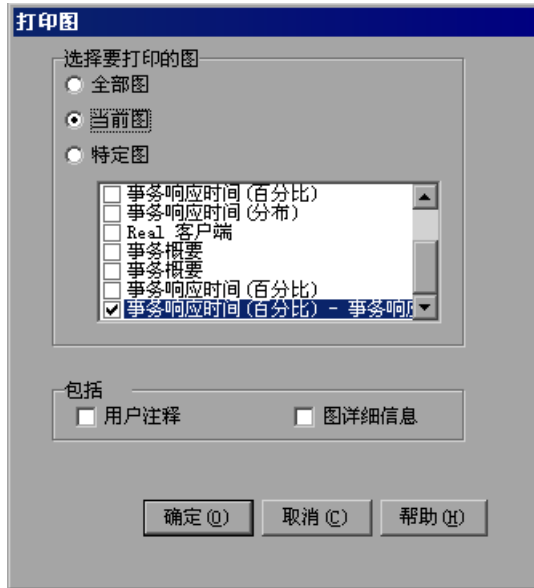 打印图
选择要打印的图
全部图
当前图
特定图
事务响应时间(百分比)
事务响应时间(分布)
Real 客户端
事务概要
事务概要
事务响应时间(百分比)
事务响应时间(百分比) - 事务响应
包括
用户注释 图详细信息
确定(O) 取消(C) 帮助(H)